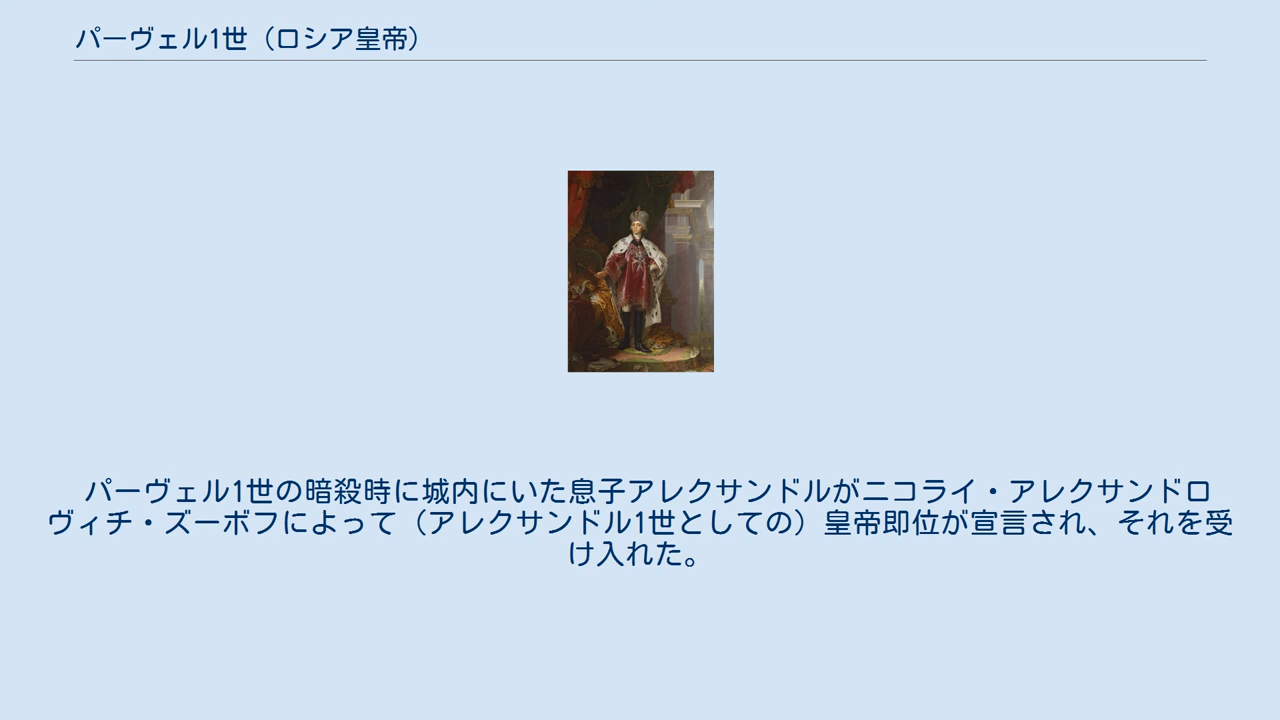 パーヴェル1世（ロシア皇帝）
パーヴェル1世の暗殺時に城内にいた息子アレクサンドルがニコライ・アレクサンドロ
ヴィチ・ズーボフによって（アレクサンドル1世としての）皇帝即位が宣言され、それを受
け入れた。